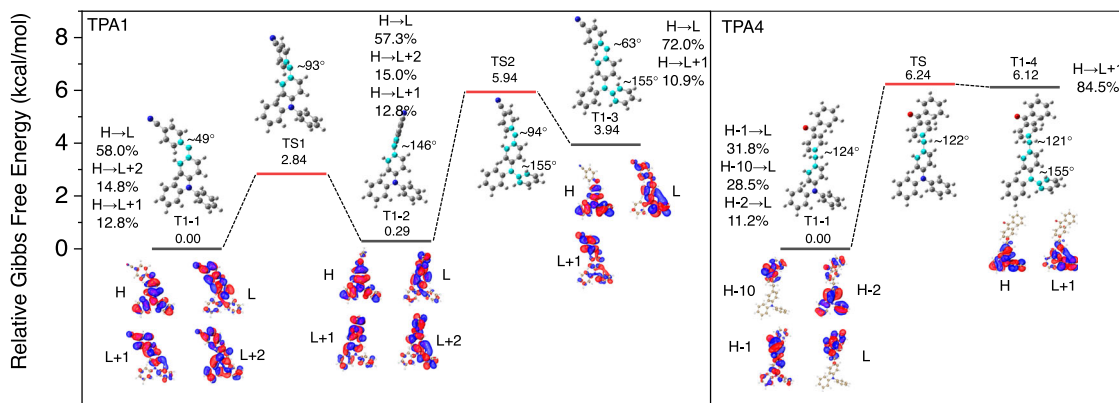 Relative Gibbs Free Energy (kcal/mol)
8
6
4
2
0
TPA1
H→L
58.0%
H→L+2
14.8%
H→L+1
12.8%
~49°
T1-1
0.00
H
L
L+1
L+2
~93°
TS1
2.84
H→L
57.3%
H→L+2
15.0%
H→L+1
12.8%
~146°
T1-2
0.29
H
L
L+1
L+2
TS2
5.94
~94°
~155°
H→L
72.0%
H→L+1
10.9%
~63°
~155°
T1-3
3.94
H
L
L+1
TPA4
H-1→L
31.8%
H-10→L
28.5%
H-2→L
11.2%
~124°
T1-1
0.00
H-10
H-2
H-1
L
TS
6.24
~122°
T1-4
6.12
H→L+1
84.5%
~121°
~155°
H
L+1